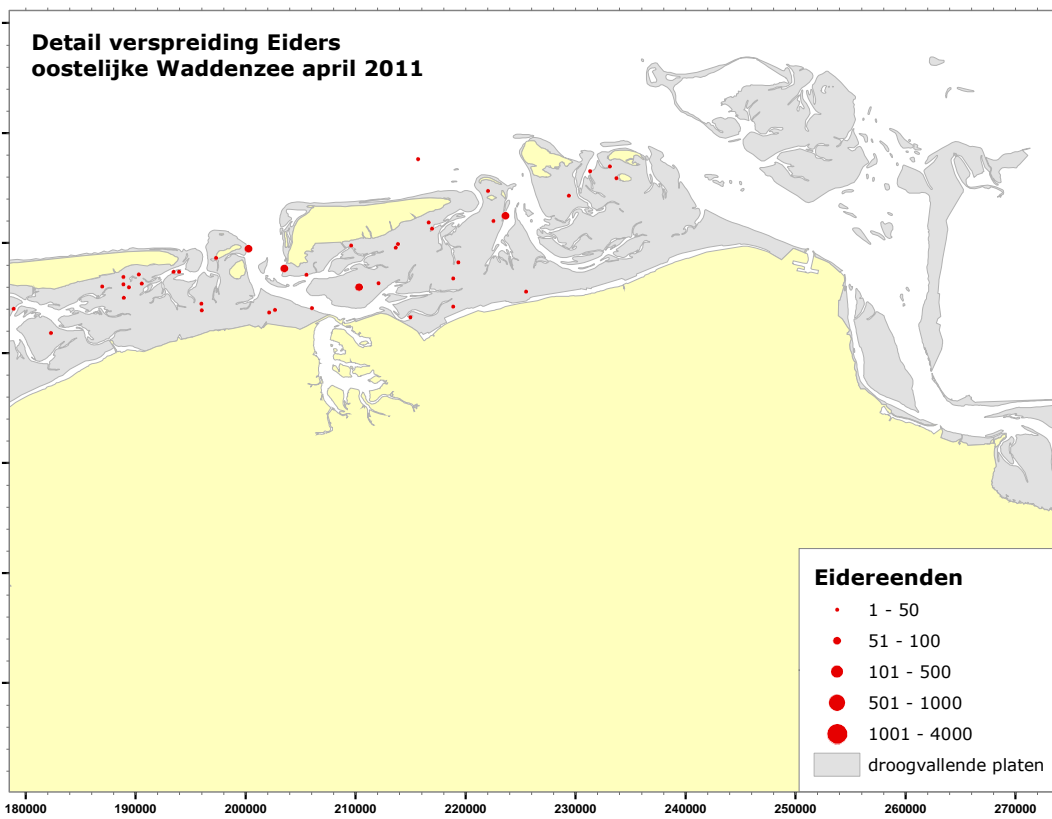 Detail verspreiding Eiders
oostelijke Waddenzee april 2011
Eidereenden
1 - 50
51 - 100
101 - 500
501 - 1000
1001 - 4000
droogvallende platen
180000 190000 200000 210000 220000 230000 240000 250000 260000 270000